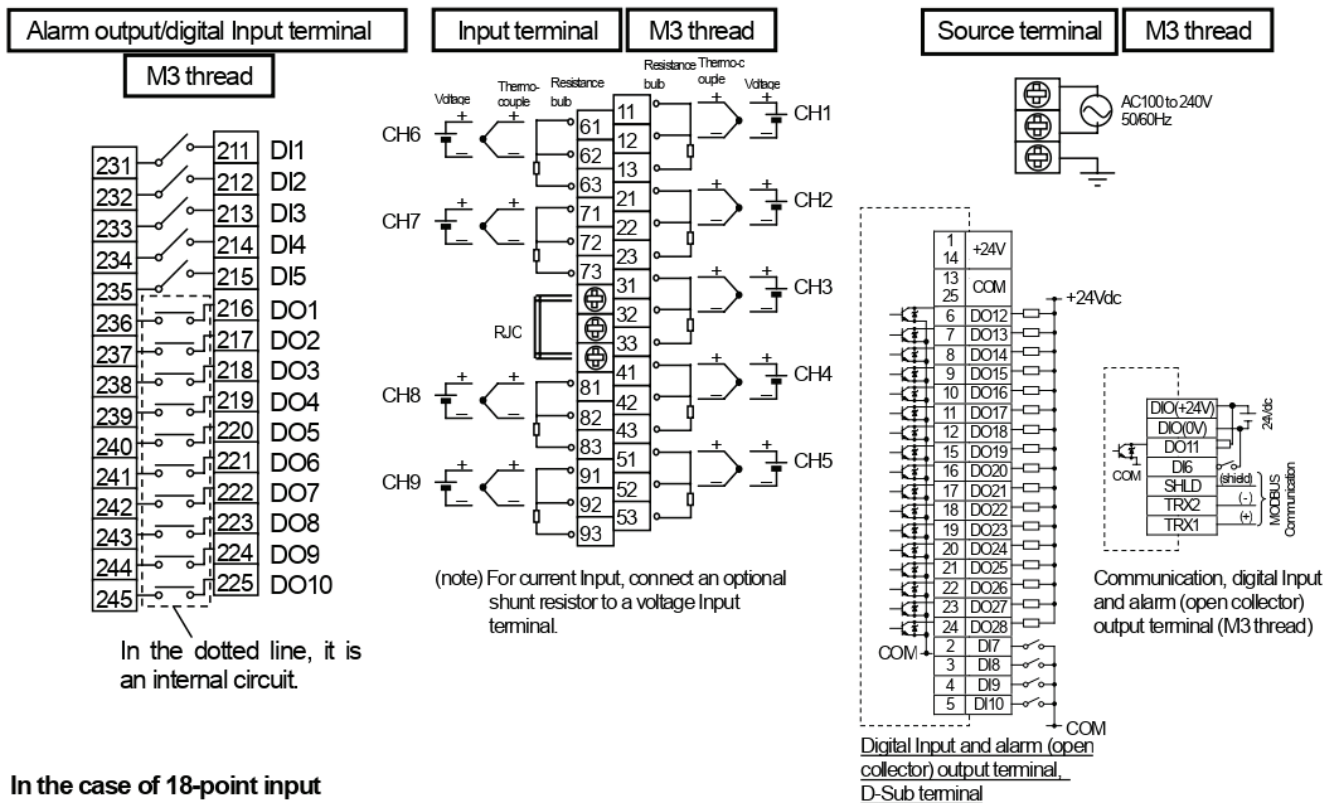 Alarm output/digital Input terminal
M3 thread
231
232
233
234
235
236
237
238
239
240
241
242
243
244
245
211 DI1
212 DI2
213 DI3
214 DI4
215 DI5
216 DO1
217 DO2
218 DO3
219 DO4
220 DO5
221 DO6
222 DO7
223 DO8
224 DO9
225 DO10
In the dotted line, it is
an internal circuit.
Input terminal
M3 thread
Voltage
Thermo-
couple
Resistance
bulb
Resistance
bulb
Thermo-c
ouple
Voltage
CH6
+ −
+ −
61
62
63
CH7
+ −
+ −
71
72
73
RJC
CH8
+ −
+ −
81
82
83
CH9
+ −
+ −
91
92
93
11
12
13
+ −
+ −
CH1
21
22
23
+ −
+ −
CH2
31
32
33
+ −
+ −
CH3
41
42
43
+ −
+ −
CH4
51
52
53
+ −
+ −
CH5
(note) For current Input, connect an optional
shunt resistor to a voltage Input
terminal.
Source terminal
M3 thread
AC100 to 240V
50/60Hz
1
14
+24V
13
25
COM
+24Vdc
6 DO12
7 DO13
8 DO14
9 DO15
10 DO16
11 DO17
12 DO18
15 DO19
16 DO20
17 DO21
18 DO22
19 DO23
20 DO24
21 DO25
22 DO26
23 DO27
24 DO28
COM
2 DI7
3 DI8
4 DI9
5 DI10
COM
Digital Input and alarm (open
collector) output terminal,
D-Sub terminal
DIO(+24V)
DIO(0V)
DO11
DI6
SHLD
TRX2
TRX1
COM
24Vdc
(shield)
(-)
(+)
MODBUS
Communication
Communication, digital Input
and alarm (open collector)
output terminal (M3 thread)
In the case of 18-point input